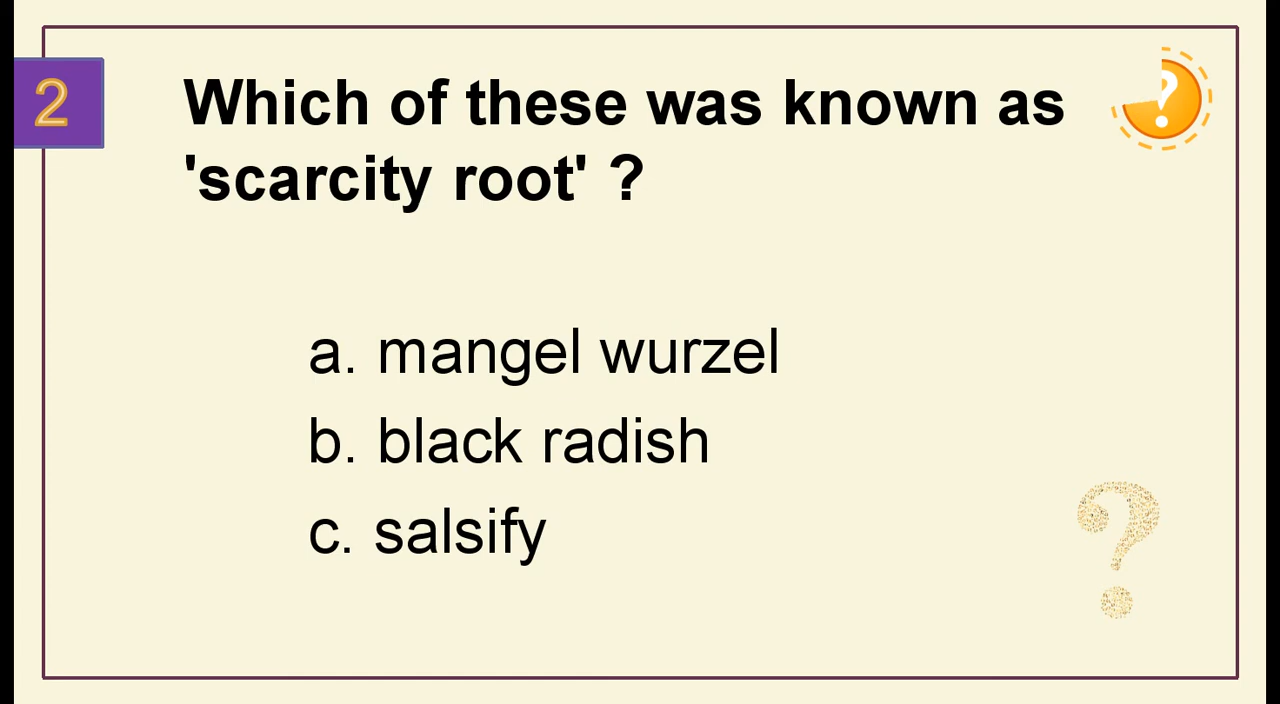 2
Which of these was known as
'scarcity root' ?
a. mangel wurzel
b. black radish
c. salsify
?
?